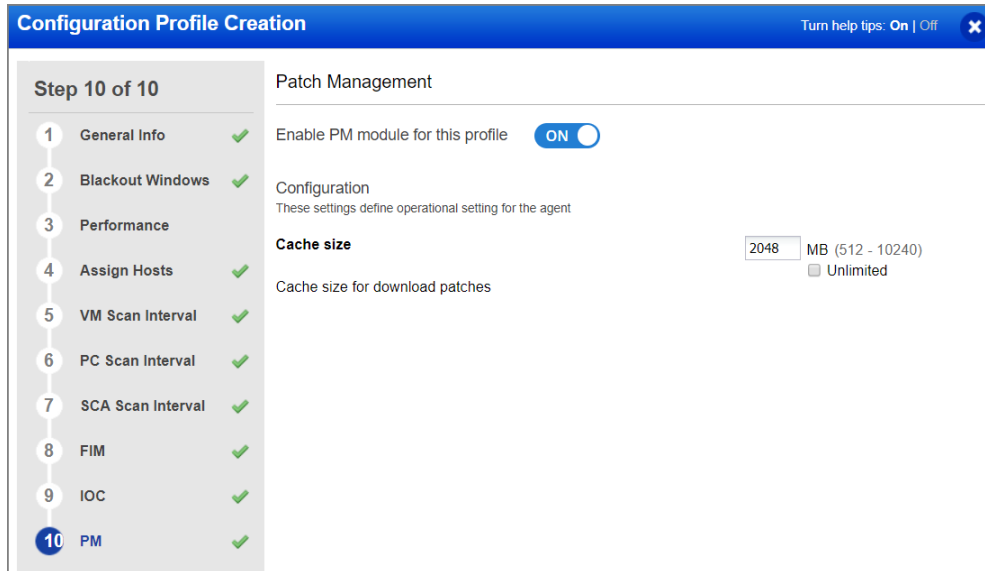 Configuration Profile Creation
Turn help tips: On | Off
Step 10 of 10
1 General Info
2 Blackout Windows
3 Performance
4 Assign Hosts
5 VM Scan Interval
6 PC Scan Interval
7 SCA Scan Interval
8 FIM
9 IOC
10 PM
Patch Management
Enable PM module for this profile ON
Configuration
These settings define operational setting for the agent
Cache size 2048 MB (512 - 10240)
Unlimited
Cache size for download patches